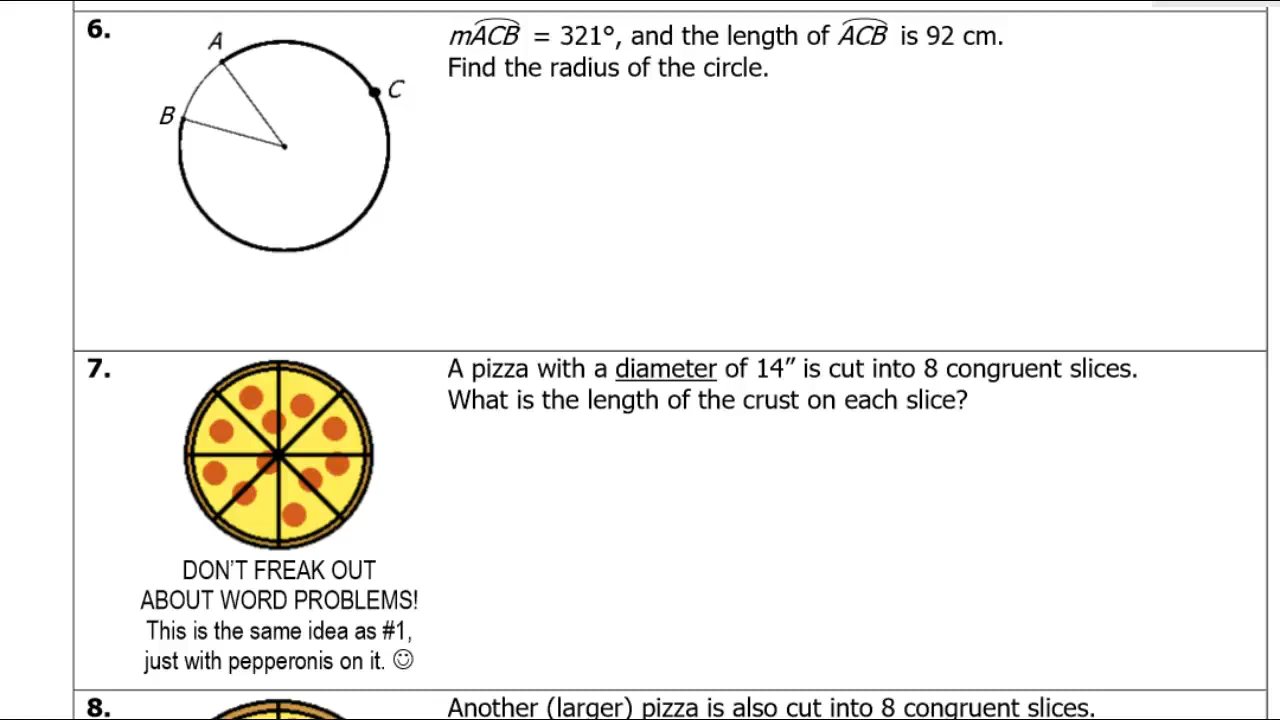 6.
A
C
B
mACB = 321°, and the length of ACB is 92 cm.
Find the radius of the circle.
7.
A pizza with a diameter of 14″ is cut into 8 congruent slices.
What is the length of the crust on each slice?
DON'T FREAK OUT
ABOUT WORD PROBLEMS!
This is the same idea as #1,
just with pepperonis on it. ☺
8.
Another (larger) pizza is also cut into 8 congruent slices.